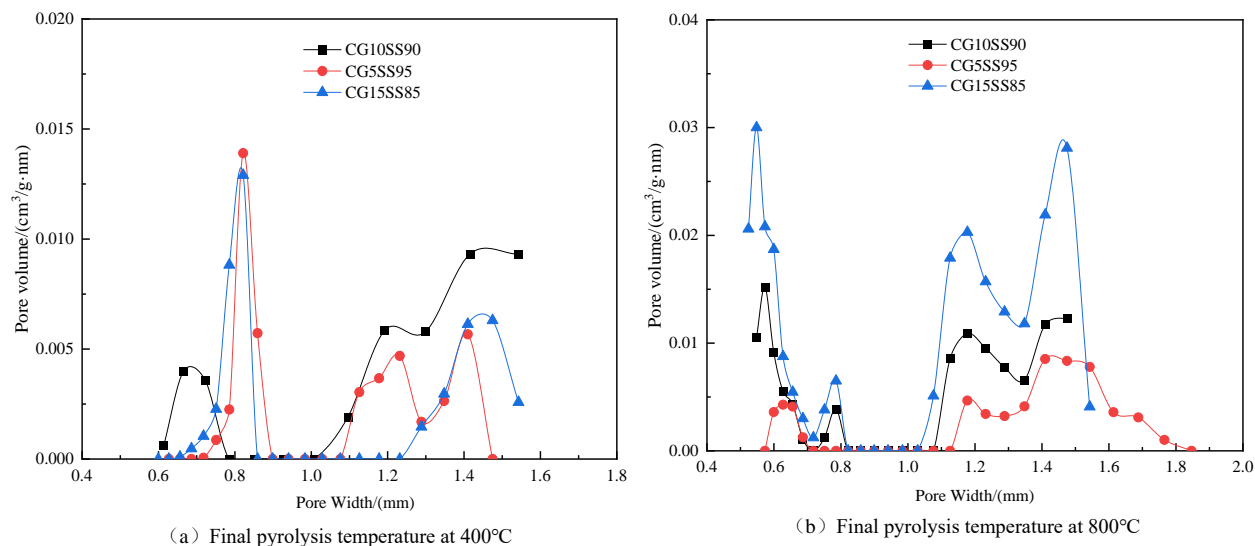 0.020
0.015
0.010
0.005
0.000
Pore volume/(cm³/g·nm)
CG10SS90
CG5SS95
CG15SS85
0.4 0.6 0.8 1.0 1.2 1.4 1.6 1.8
Pore Width/(mm)
（a）Final pyrolysis temperature at 400℃
0.04
0.03
0.02
0.01
0.00
Pore volume/(cm³/g·nm)
CG10SS90
CG5SS95
CG15SS85
0.4 0.6 0.8 1.0 1.2 1.4 1.6 1.8 2.0
Pore Width/(mm)
（b）Final pyrolysis temperature at 800℃